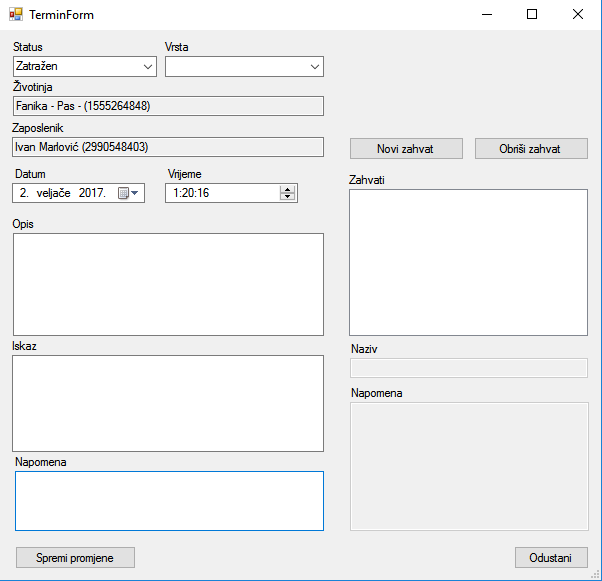 TerminForm
Status
Vrsta
Zatražen
Životinja
Fanika - Pas - (1555264848)
Zaposlenik
Ivan Marlović (2990548403)
Novi zahvat
Obriši zahvat
Datum
Vrijeme
2. veljače 2017.
1:20:16
Zahvati
Opis
Iskaz
Naziv
Napomena
Napomena
Spremi promjene
Odustani